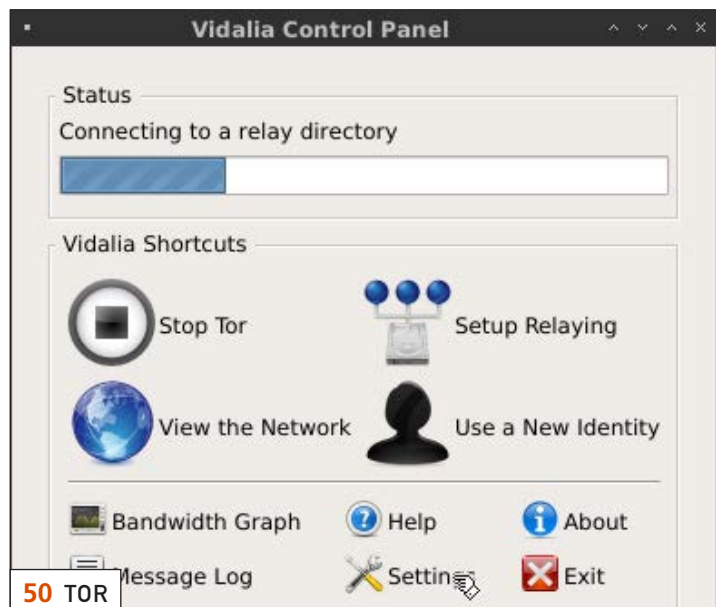 Vidalia Control Panel
Status
Connecting to a relay directory
Vidalia Shortcuts
Stop Tor
Setup Relaying
View the Network
Use a New Identity
Bandwidth Graph
Help
About
Message Log
Settin
Exit
50 TOR